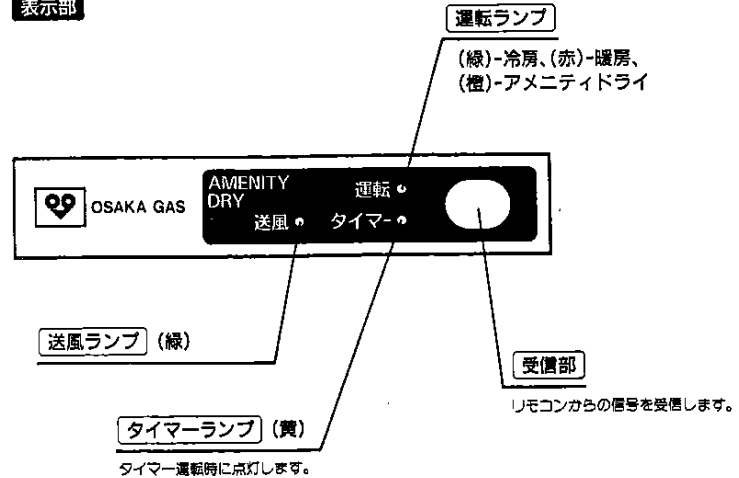 表示部
運転ランプ
(緑)-冷房、(赤)-暖房、
(橙)-アメニティドライ
OSAKA GAS
AMENITY
DRY
運転
送風
タイマー
送風ランプ (緑)
受信部
リモコンからの信号を受信します。
タイマーランプ (黄)
タイマー運転時に点灯します。